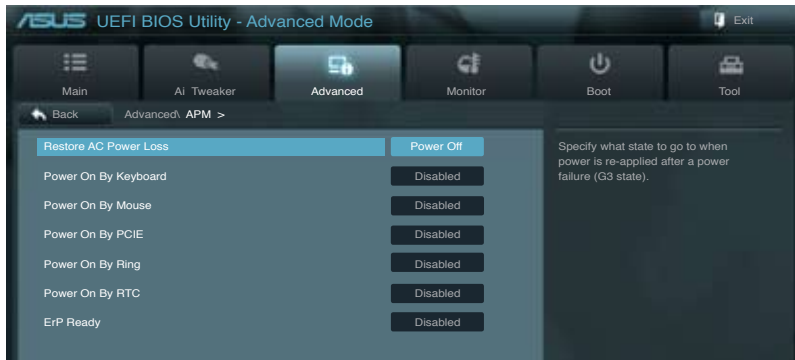 ASUS UEFI BIOS Utility - Advanced Mode
Exit
Main
Ai Tweaker
Advanced
Monitor
Boot
Tool
Back
Advanced\ APM >
Restore AC Power Loss Power Off
Power On By Keyboard Disabled
Power On By Mouse Disabled
Power On By PCIE Disabled
Power On By Ring Disabled
Power On By RTC Disabled
ErP Ready Disabled
Specify what state to go to when
power is re-applied after a power
failure (G3 state).